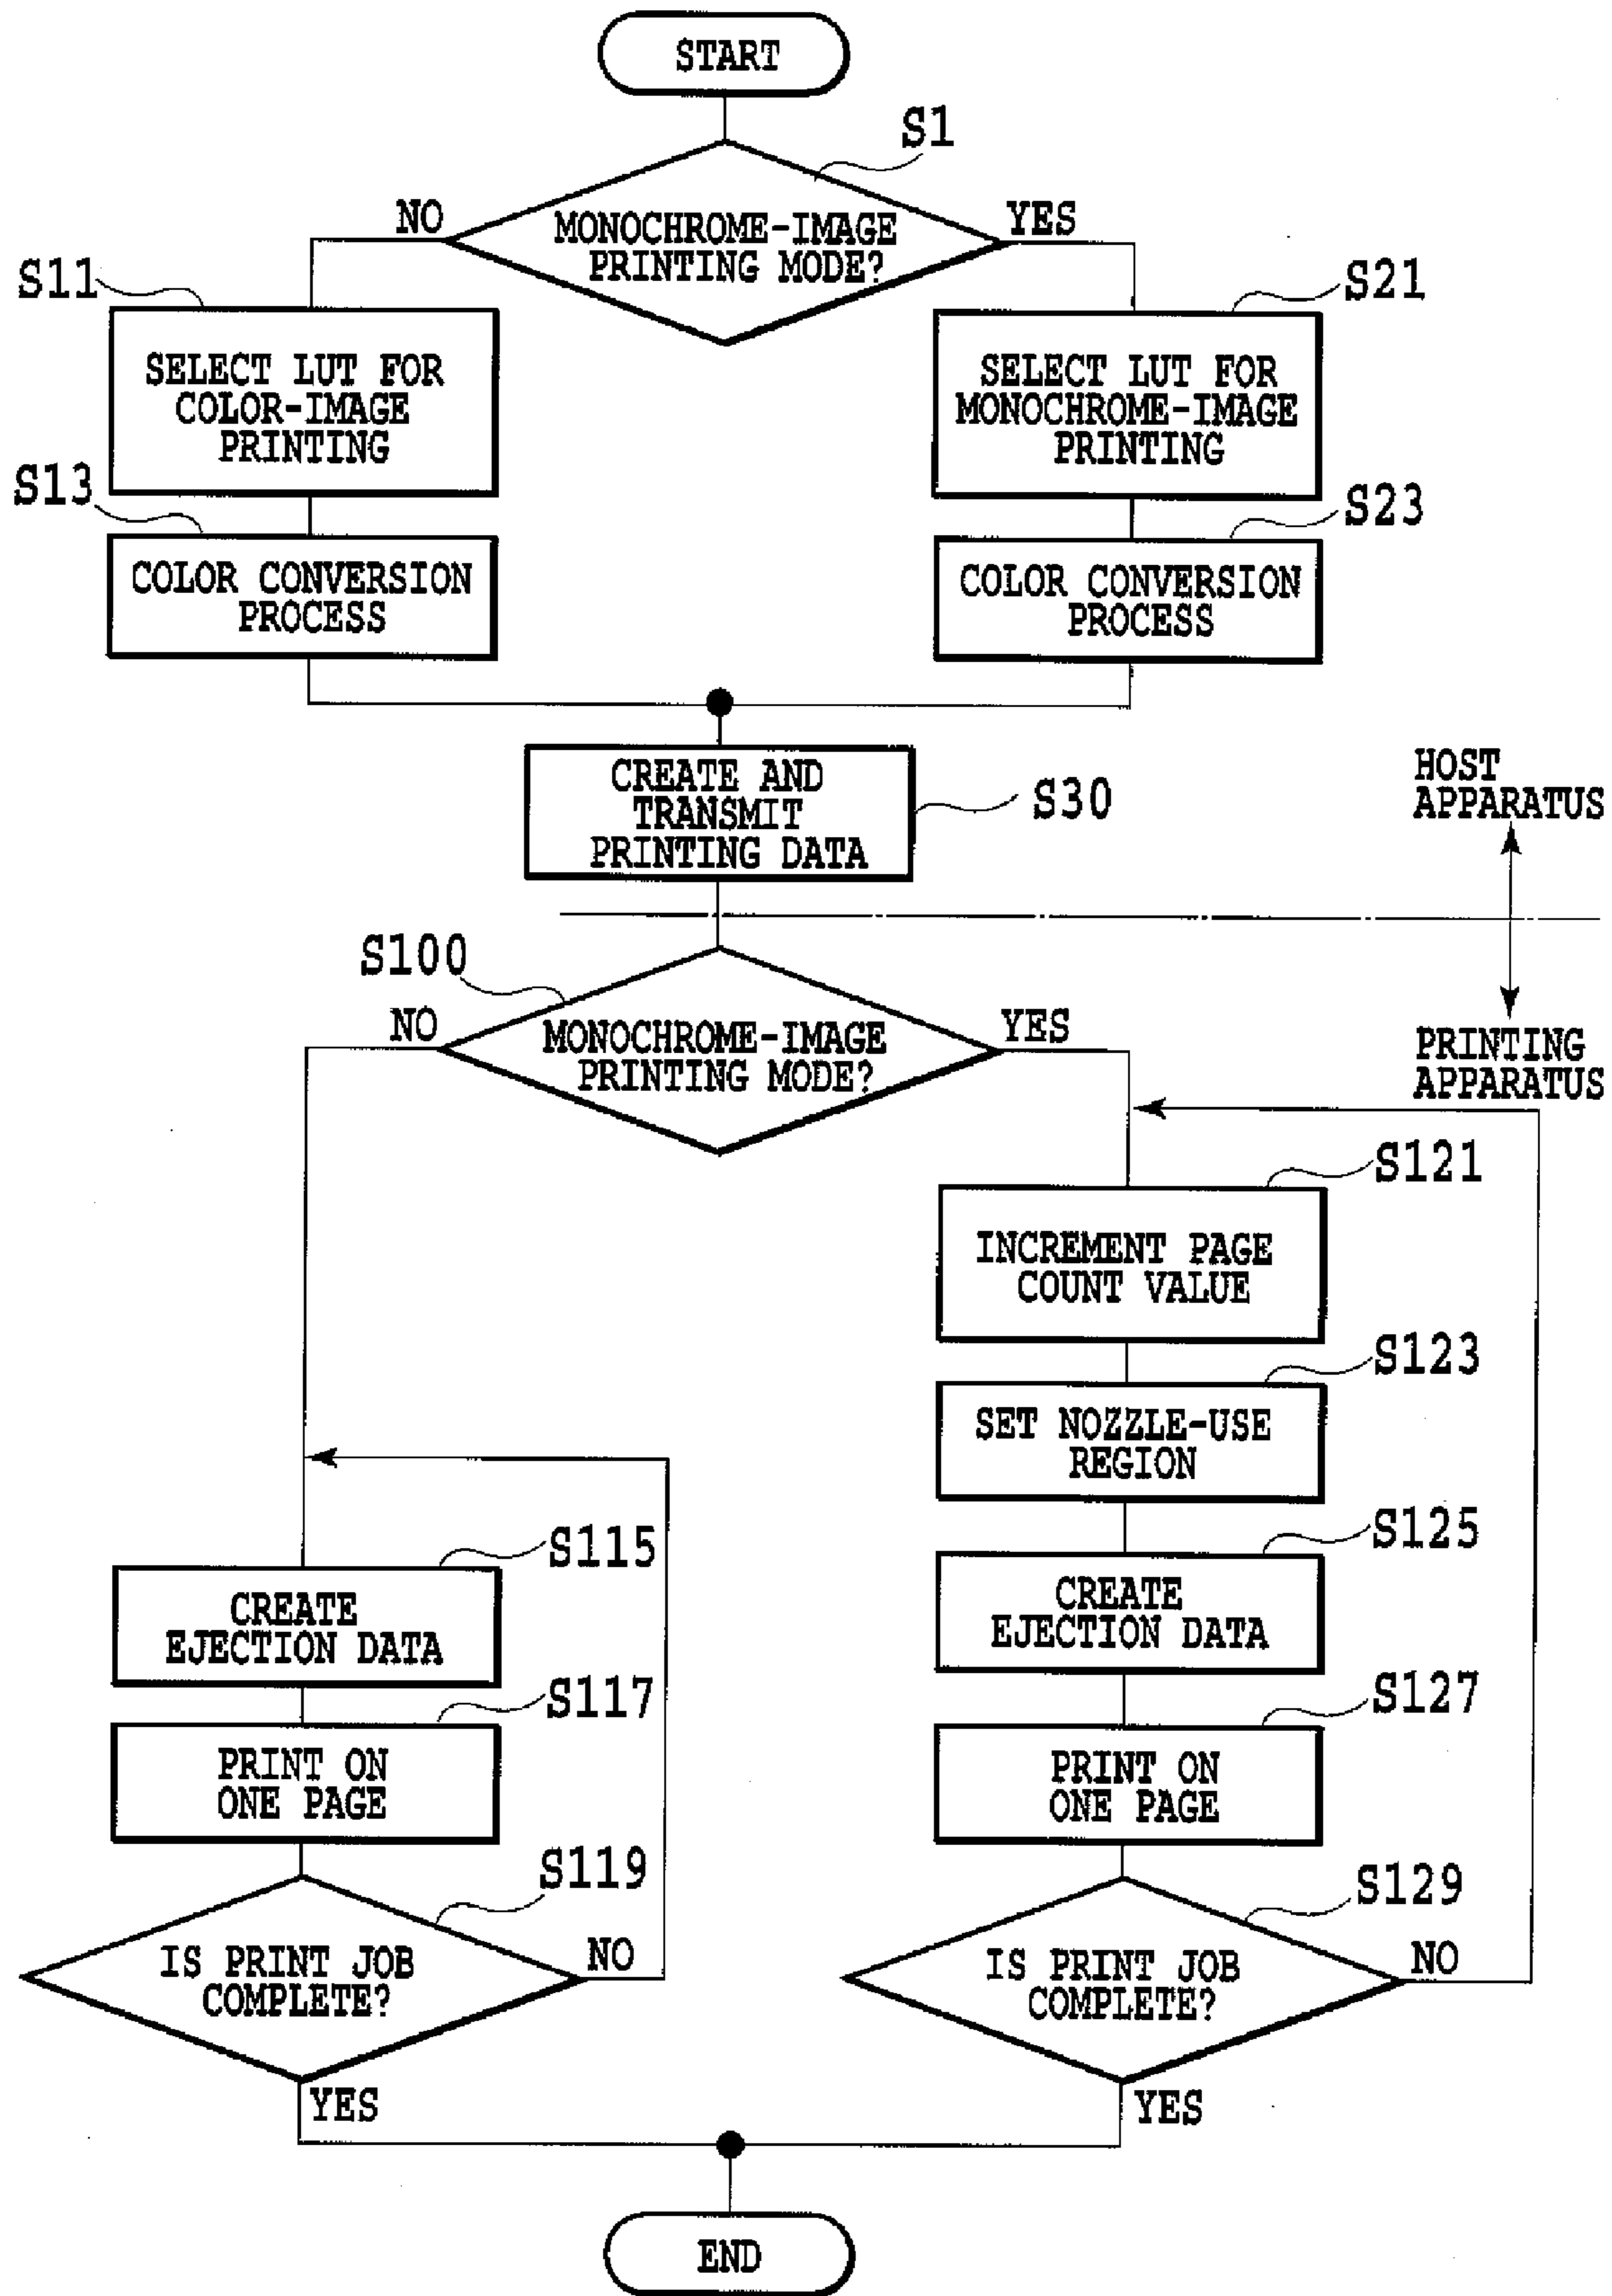 START
S1
NO
MONOCHROME-IMAGE
PRINTING MODE?
YES
S11
SELECT LUT FOR
COLOR-IMAGE
PRINTING
S21
SELECT LUT FOR
MONOCHROME-IMAGE
PRINTING
S13
COLOR CONVERSION
PROCESS
S23
COLOR CONVERSION
PROCESS
CREATE AND
TRANSMIT
PRINTING DATA
S30
HOST
APPARATUS
S100
NO
MONOCHROME-IMAGE
PRINTING MODE?
YES
PRINTING
APPARATUS
S121
INCREMENT PAGE
COUNT VALUE
S123
SET NOZZLE-USE
REGION
S115
CREATE
EJECTION DATA
S125
CREATE
EJECTION DATA
S117
PRINT ON
ONE PAGE
S127
PRINT ON
ONE PAGE
S119
IS PRINT JOB
COMPLETE?
NO
YES
S129
IS PRINT JOB
COMPLETE?
NO
YES
END